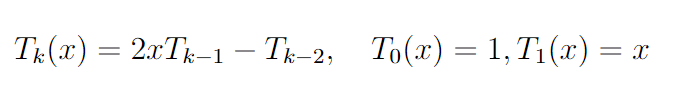 T_k(x) = 2xT_{k−1} − T_{k−2},   T_0(x) = 1, T_1(x) = x